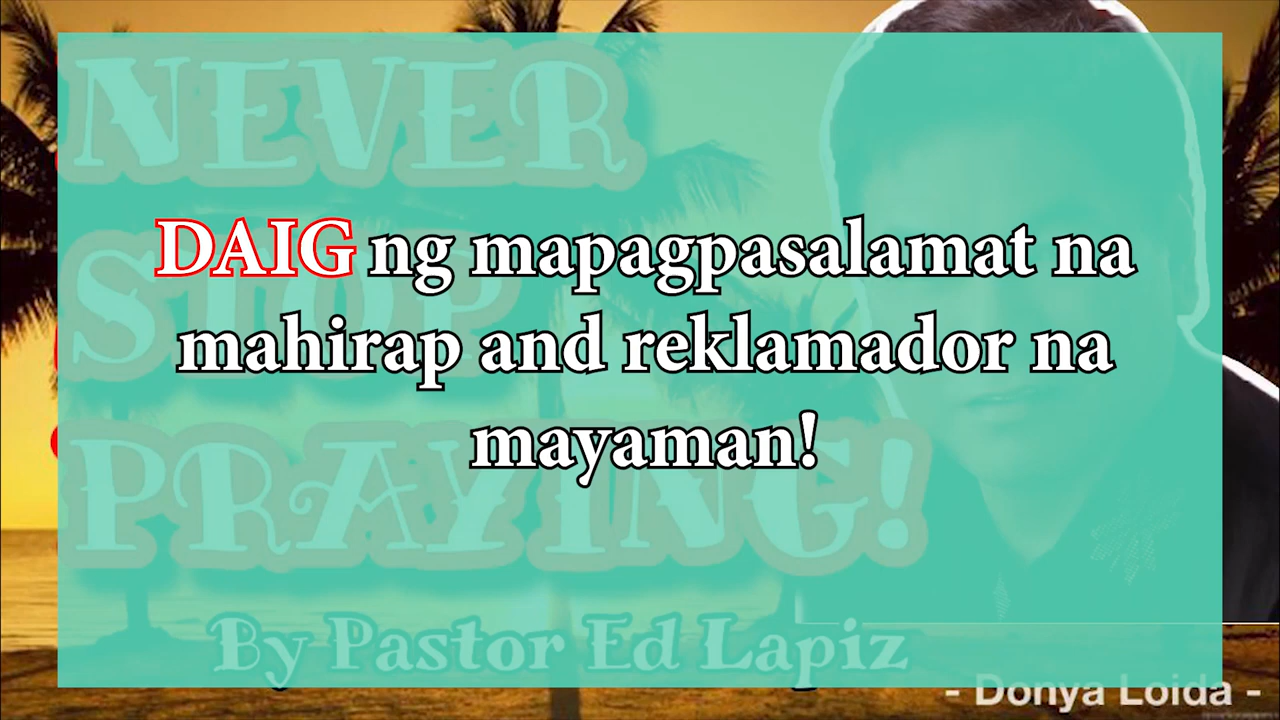 NEVER
STOP
PRAYING!
By Pastor Ed Lapiz
DAIG ng mapagpasalamat na
mahirap and reklamador na
mayaman!
- Donya Loida -